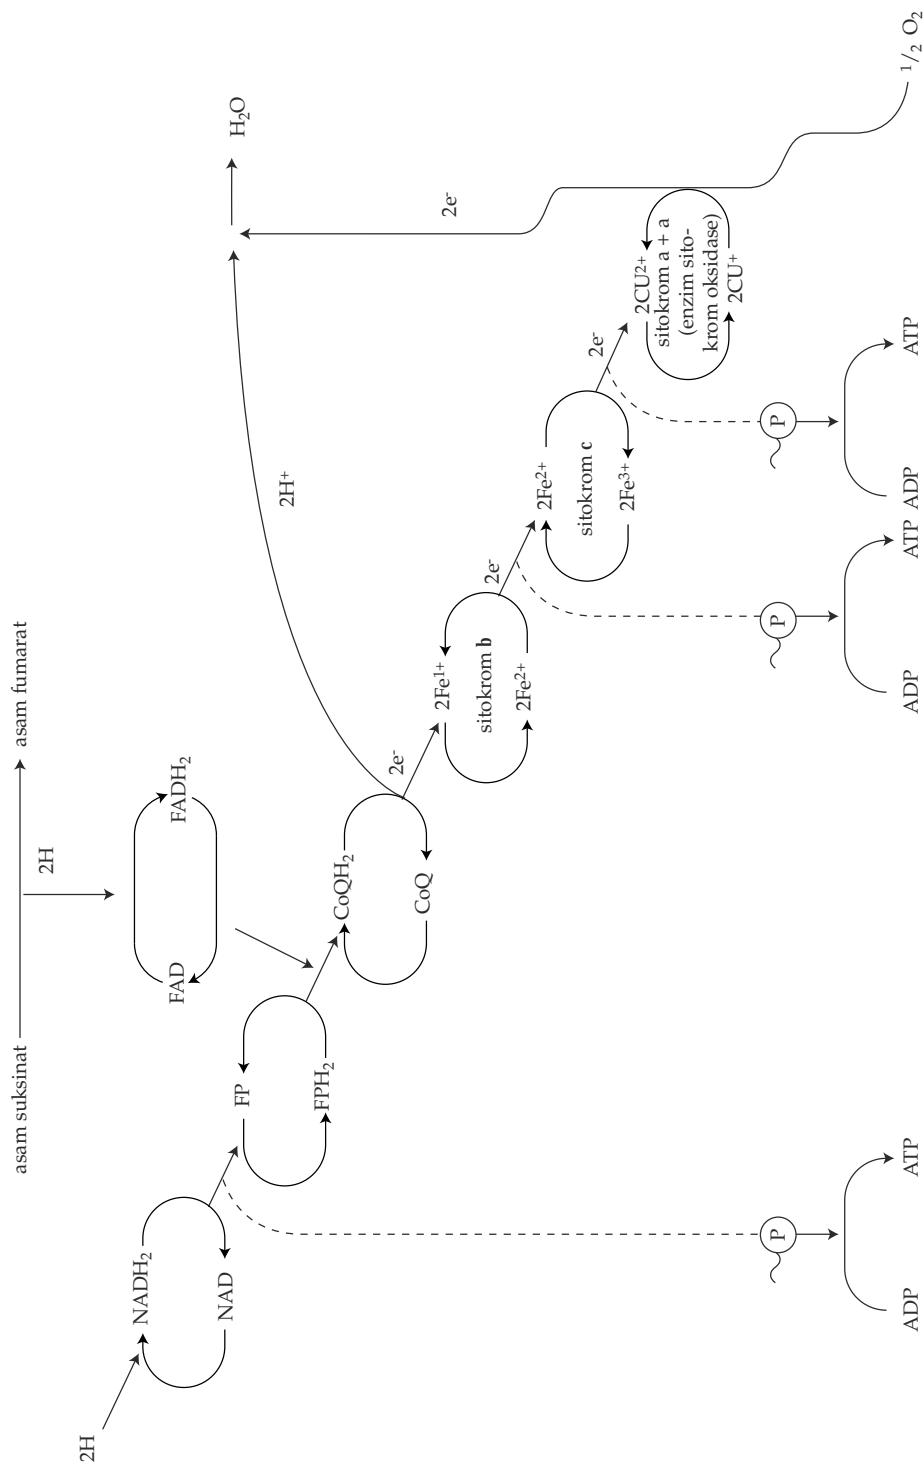 asam suksinat
asam fumarat
2H
FAD
FADH₂
2H
NADH₂
NAD
FP
FPH₂
CoQH₂
CoQ
2H⁺
2e⁻
H₂O
2e⁻
2Fe¹⁺
sitokrom b
2Fe²⁺
2e⁻
2Fe²⁺
sitokrom c
2Fe³⁺
2e⁻
2CU²⁺
sitokrom a + a
(enzim sito-
krom oksidase)
2CU⁺
½ O₂
P
ADP
ATP
P
ADP
ATP
P
ADP
ATP